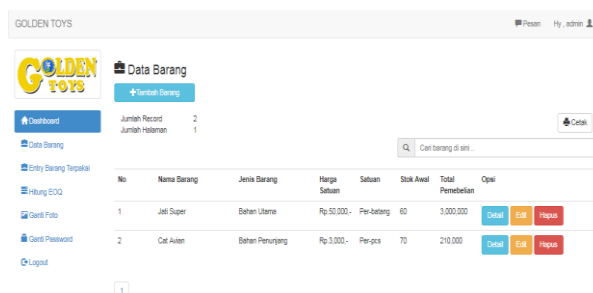 GOLDEN TOYS
Pesan
Hy , admin
GOLDEN
TOYS
Data Barang
+Tambah Barang
Jumlah Record 2
Jumlah Halaman 1
Cetak
Cari barang di sini ..
Dashboard
Data Barang
Entry Barang Terpakai
Hitung EOQ
Ganti Foto
Ganti Password
Logout
No Nama Barang Jenis Barang Harga Satuan Satuan Stok Awal Total Pemebelian Opsi
1 Jati Super Bahan Utama Rp.50,000,- Per-batang 60 3,000,000 Detail Edit Hapus
2 Cat Avian Bahan Penunjang Rp.3,000,- Per-pcs 70 210,000 Detail Edit Hapus
1